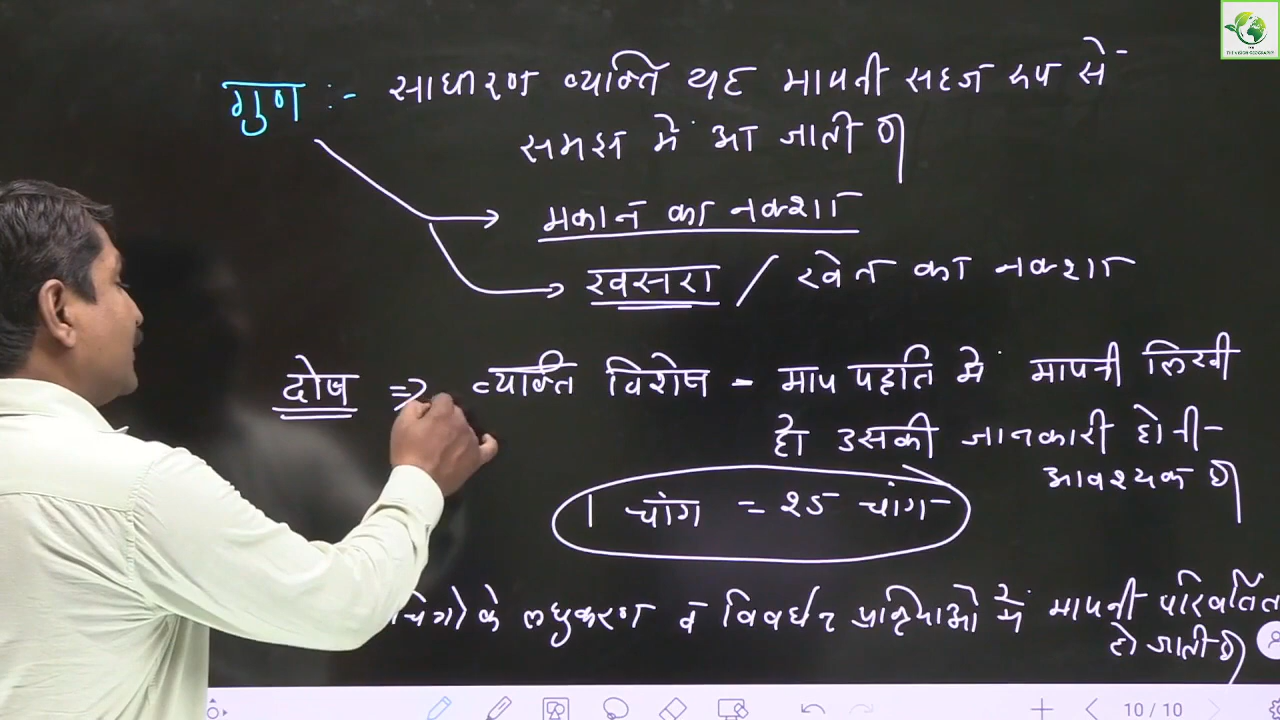 गुण :- साधारण व्यक्ति यह मापनी सहज रूप से
समझ में आ जाती है।
मकान का नक्शा
खसरा / खेत का नक्शा
दोष => व्यक्ति विशेष - माप पद्धति में मापनी लिखी
हो उसकी जानकारी होनी
आवश्यक है।
1 चांग = 25 चांग
के लघुकरण व विवर्धन प्रक्रियाओं में मापनी परिवर्तित
हो जाती है।
10 / 10